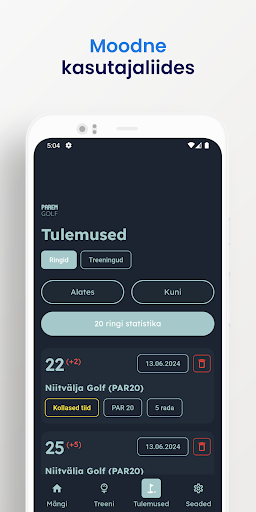 Moodne
kasutajaliides
5:04
PAREM
GOLF
Tulemused
Ringid Treeningud
Alates Kuni
20 ringi statistika
22 (+2) 13.06.2024
Niitvälja Golf (PAR20)
Kollased tiid PAR 20 5 rada
25 (+5) 13.06.2024
Niitvälja Golf (PAR20)
Mängi Treeni Tulemused Seaded